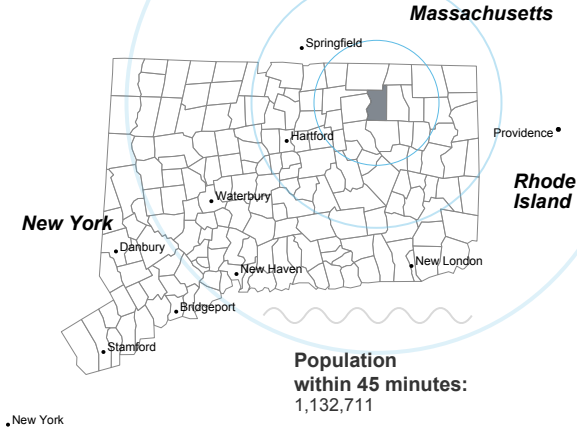 Massachusetts
Springfield
Hartford
Providence
Rhode
Island
Waterbury
New York
Danbury
New Haven
New London
Bridgeport
Stamford
Population
within 45 minutes:
1,132,711
New York